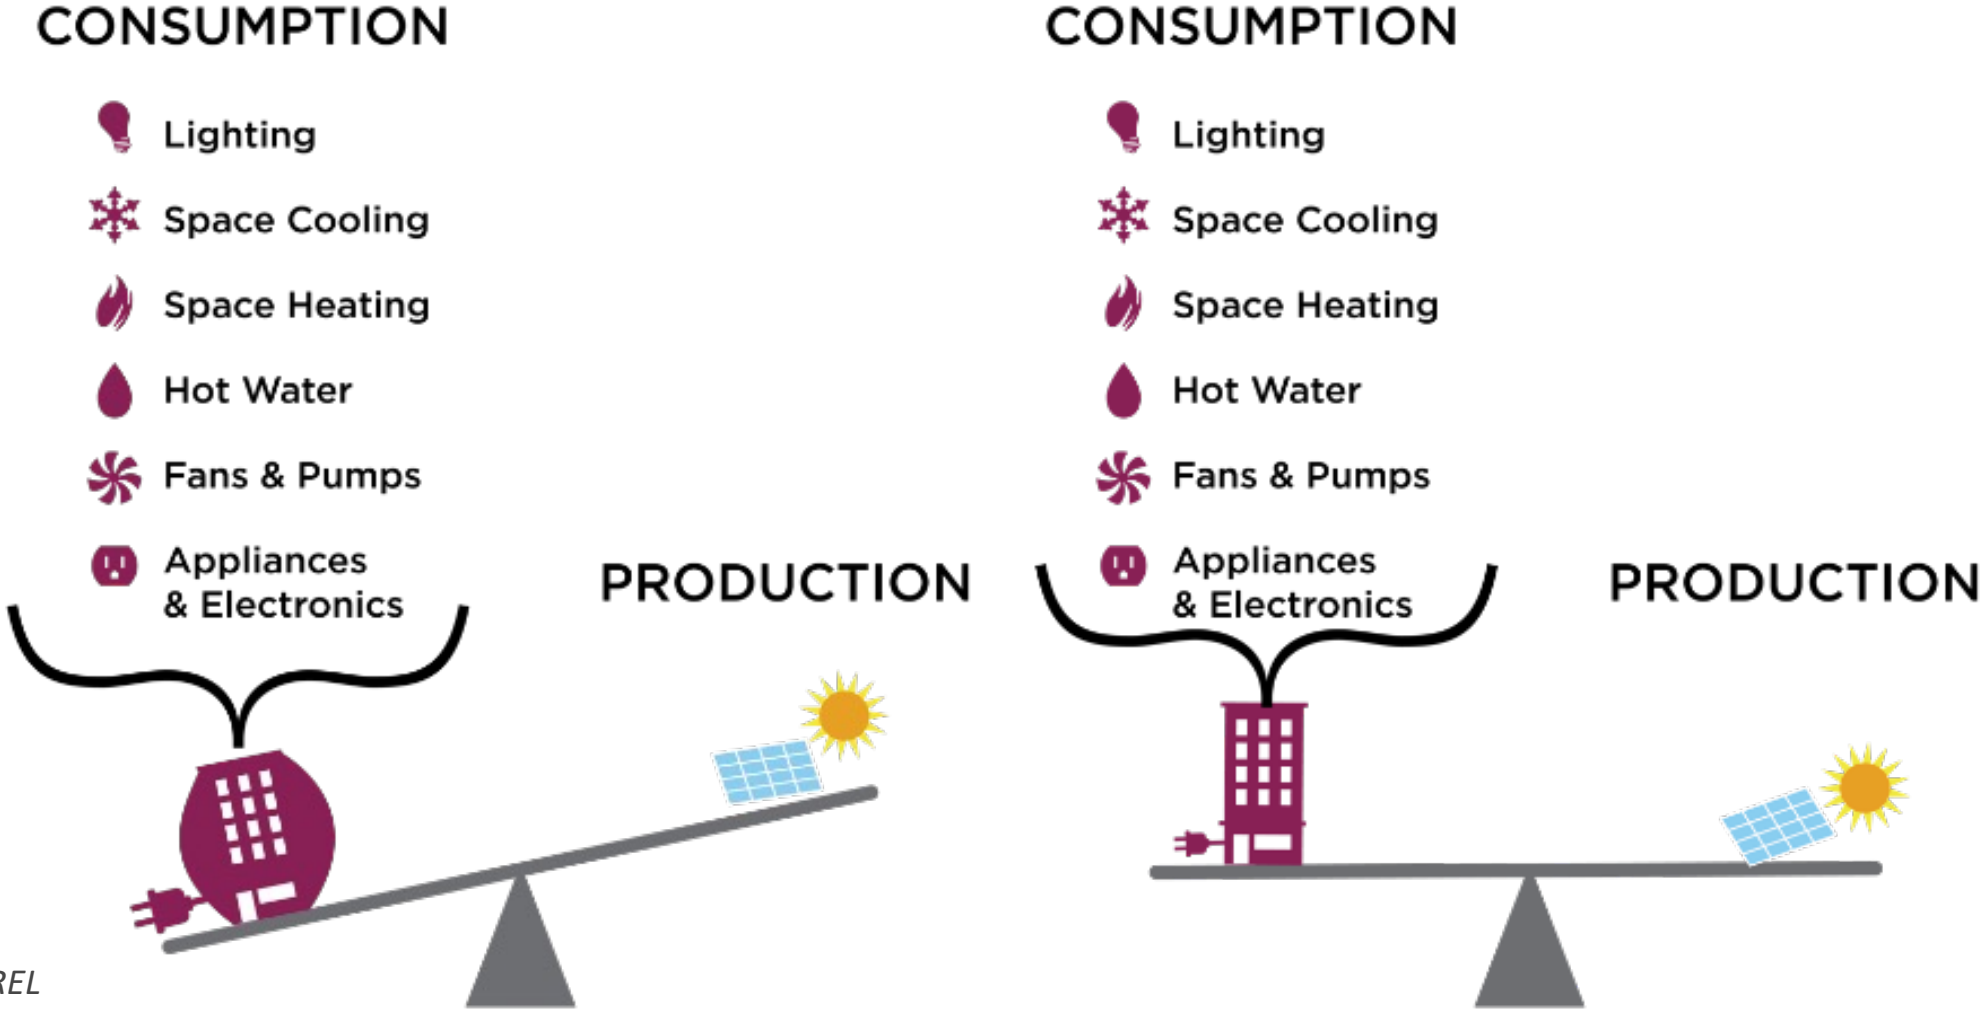 CONSUMPTION
Lighting
Space Cooling
Space Heating
Hot Water
Fans & Pumps
Appliances
& Electronics
PRODUCTION
CONSUMPTION
Lighting
Space Cooling
Space Heating
Hot Water
Fans & Pumps
Appliances
& Electronics
PRODUCTION
REL